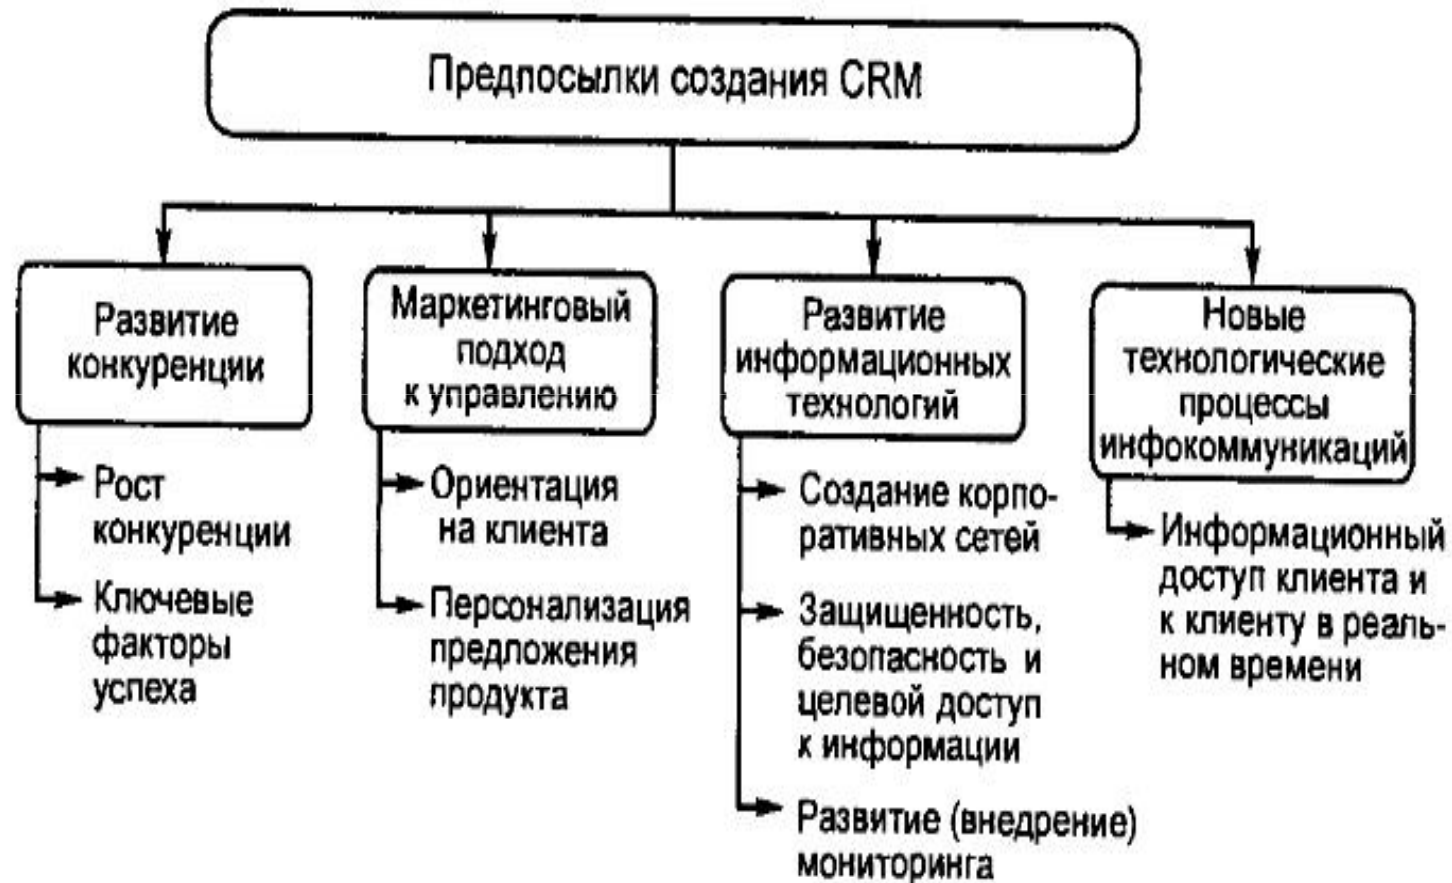 Предпосылки создания CRM
Развитие
конкуренции
Рост
конкуренции
Ключевые
факторы
успеха
Маркетинговый
подход
к управлению
Ориентация
на клиента
Персонализация
предложения
продукта
Развитие
информационных
технологий
Создание корпо-
ративных сетей
Защищенность,
безопасность и
целевой доступ
к информации
Развитие (внедрение)
мониторинга
Новые
технологические
процессы
инфокоммуникаций
Информационный
доступ клиента и
к клиенту в реаль-
ном времени